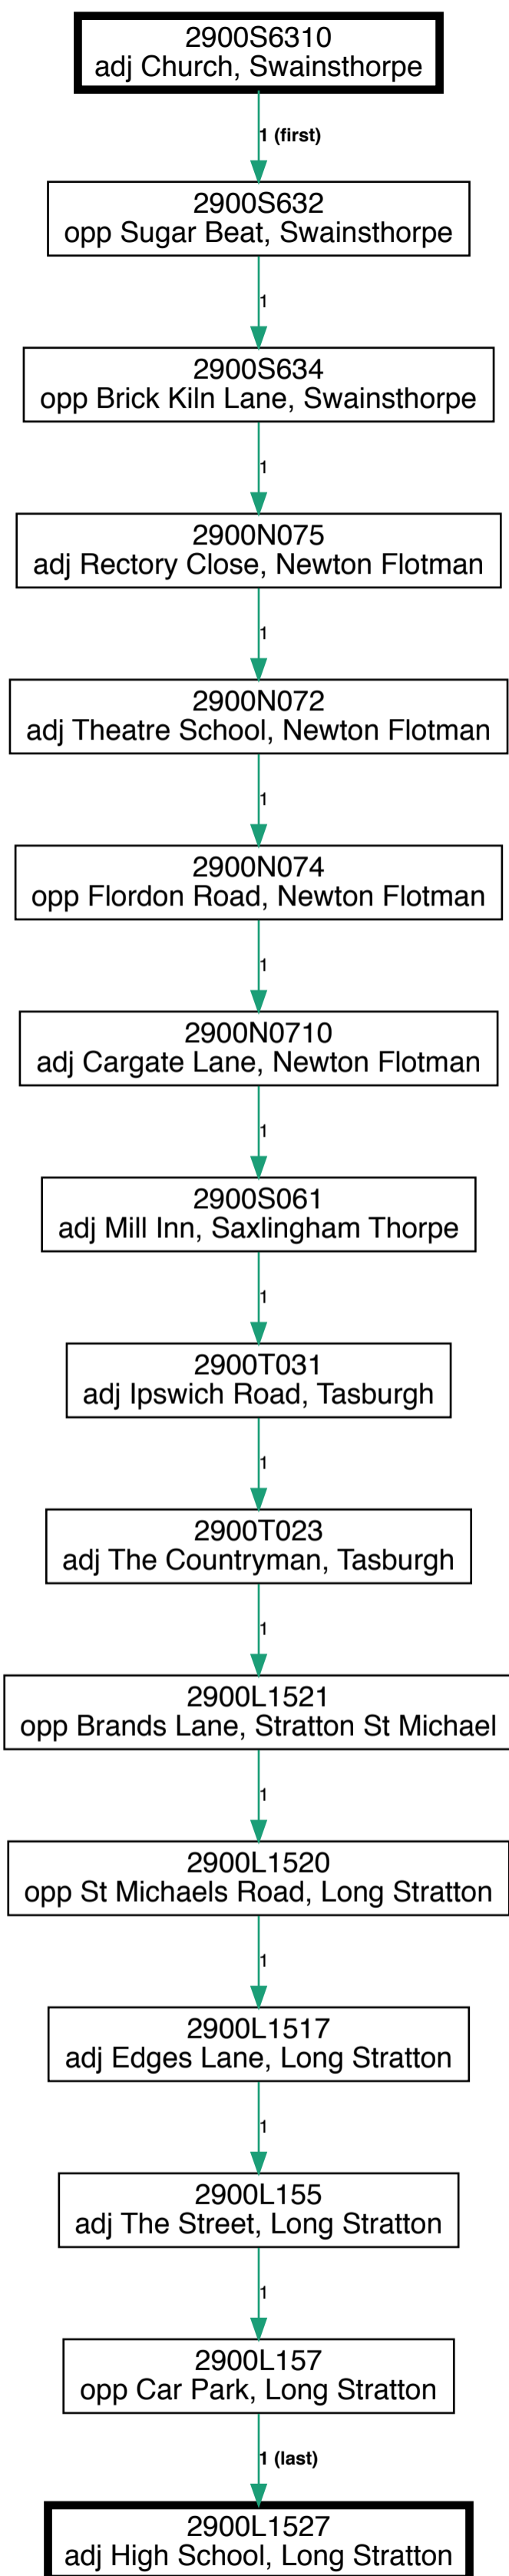 2900S6310
adj Church, Swainsthorpe
1 (first)
2900S632
opp Sugar Beat, Swainsthorpe
1
2900S634
opp Brick Kiln Lane, Swainsthorpe
1
2900N075
adj Rectory Close, Newton Flotman
1
2900N072
adj Theatre School, Newton Flotman
1
2900N074
opp Flordon Road, Newton Flotman
1
2900N0710
adj Cargate Lane, Newton Flotman
1
2900S061
adj Mill Inn, Saxlingham Thorpe
1
2900T031
adj Ipswich Road, Tasburgh
1
2900T023
adj The Countryman, Tasburgh
1
2900L1521
opp Brands Lane, Stratton St Michael
1
2900L1520
opp St Michaels Road, Long Stratton
1
2900L1517
adj Edges Lane, Long Stratton
1
2900L155
adj The Street, Long Stratton
1
2900L157
opp Car Park, Long Stratton
1 (last)
2900L1527
adj High School, Long Stratton